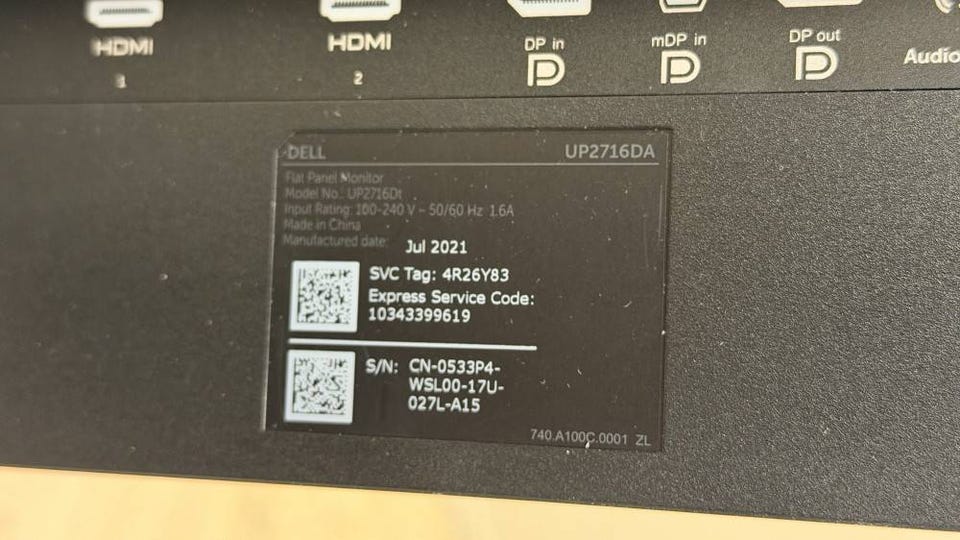 HDMI HDMI DP in mDP in DP out
1 2 Audio
DELL UP2716DA
Flat Panel Monitor
Model No.: UP2716Dt
Input Rating: 100-240 V ~ 50/60 Hz 1.6A
Made in China
Manufactured date: Jul 2021
SVC Tag: 4R26Y83
Express Service Code:
10343399619
S/N: CN-0533P4-
WSL00-17U-
027L-A15
740.A100C.0001 ZL